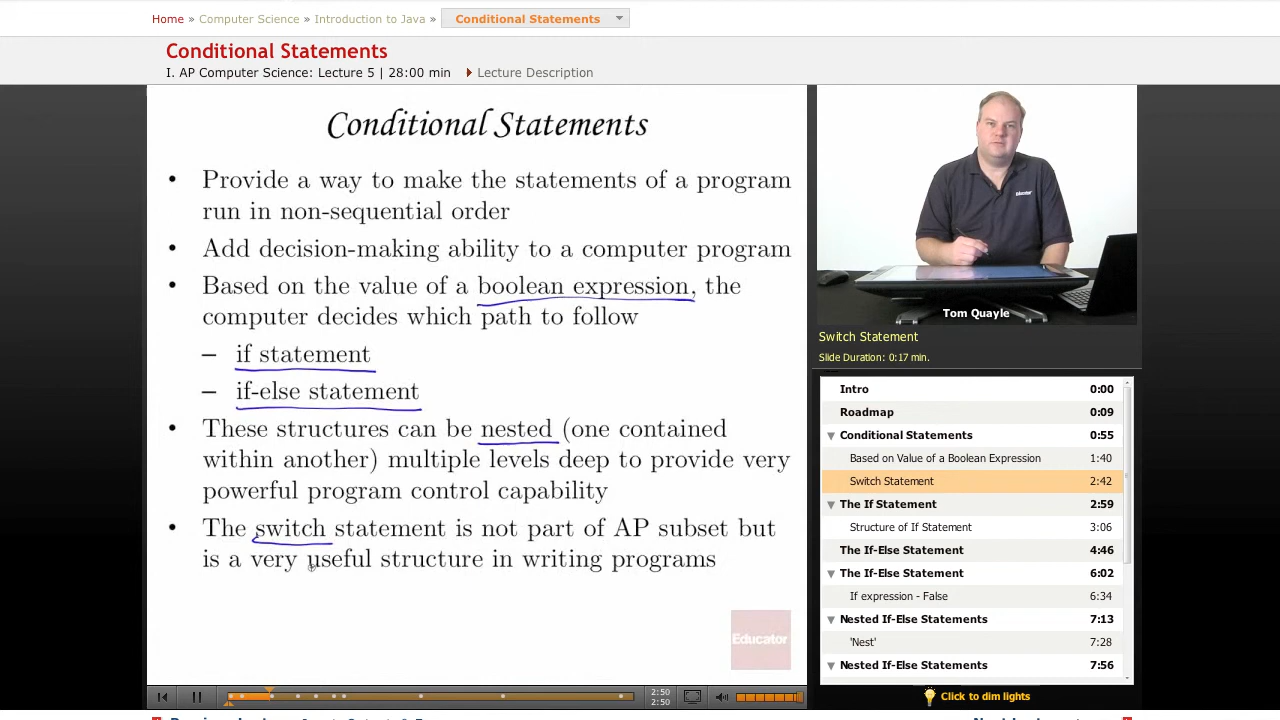 Home » Computer Science » Introduction to Java » Conditional Statements
Conditional Statements
I. AP Computer Science: Lecture 5 | 28:00 min Lecture Description
Conditional Statements
• Provide a way to make the statements of a program
run in non-sequential order
• Add decision-making ability to a computer program
• Based on the value of a boolean expression, the
computer decides which path to follow
– if statement
– if-else statement
• These structures can be nested (one contained
within another) multiple levels deep to provide very
powerful program control capability
• The switch statement is not part of AP subset but
is a very useful structure in writing programs
Educator
2:50
2:50
Educator
Tom Quayle
Switch Statement
Slide Duration: 0:17 min.
Intro 0:00
Roadmap 0:09
Conditional Statements 0:55
Based on Value of a Boolean Expression 1:40
Switch Statement 2:42
The If Statement 2:59
Structure of If Statement 3:06
The If-Else Statement 4:46
The If-Else Statement 6:02
If expression - False 6:34
Nested If-Else Statements 7:13
'Nest' 7:28
Nested If-Else Statements 7:56
Click to dim lights